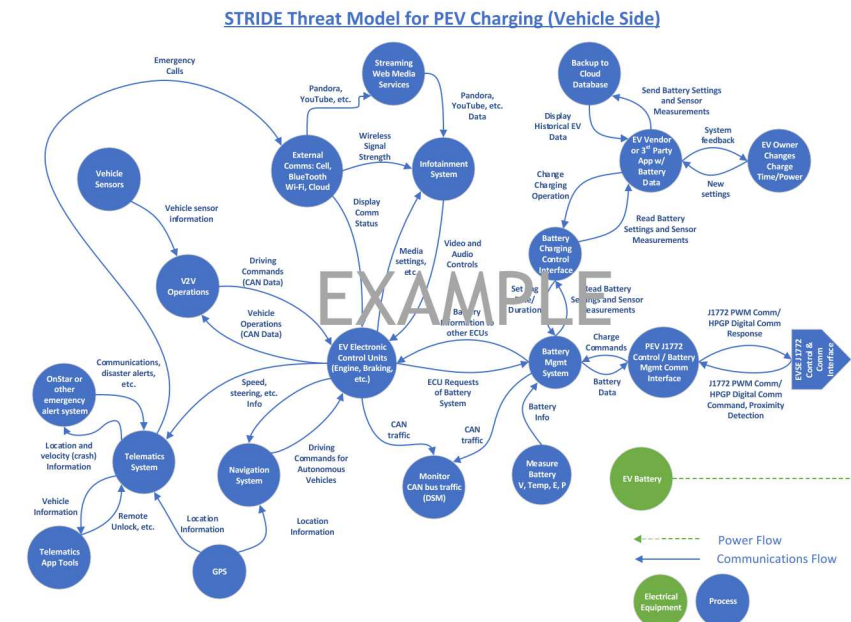 STRIDE Threat Model for PEV Charging (Vehicle Side)
Emergency
Calls
Streaming
Web Media
Services
Backup to
Cloud
Database
Pandora,
YouTube, etc.
Pandora,
YouTube, etc.
Data
Send Battery Settings
and Sensor
Measurements
Display
Historical EV
Data
External
Comms: Cell,
BlueTooth
Wi-Fi, Cloud
Wireless
Signal
Strength
Infotainment
System
EV Vendor
or 3rd Party
App w/
Battery
Data
System
feedback
New
settings
EV Owner
Changes
Charge
Time/Power
Vehicle
Sensors
Vehicle sensor
information
Display
Comm
Status
Change
Charging
Operation
Read Battery
Settings and Sensor
Measurements
Battery
Charging
Control
Interface
V2V
Operations
Driving
Commands
(CAN Data)
Media
settings,
etc.
Video and
Audio
Controls
EXAMPLE
Duration
Read Battery
Settings and Sensor
Measurements
Vehicle
Operations
(CAN Data)
Battery
Information to
other ECUs
EV Electronic
Control Units
(Engine, Braking,
etc.)
Battery
Mgmt
System
Charge
Commands
Battery
Data
PEV J1772
Control / Battery
Mgmt Comm
Interface
J1772 PWM Comm/
HPGP Digital Comm
Response
J1772 PWM Comm/
HPGP Digital Comm
Command, Proximity
Detection
EVSE J1772
Control &
Comm
Interface
OnStar or
other
emergency
alert system
Communications,
disaster alerts,
etc.
Speed,
steering, etc.
Info
ECU Requests
of Battery
System
CAN
traffic
CAN
traffic
Battery
Info
Location and
velocity (crash)
Information
Telematics
System
Navigation
System
Driving
Commands for
Autonomous
Vehicles
Monitor
CAN bus traffic
(DSM)
Measure
Battery
V, Temp, E, P
EV Battery
Vehicle
Information
Remote
Unlock, etc.
Location
Information
Location
Information
Telematics
App Tools
GPS
Power Flow
Communications Flow
Electrical
Equipment
Process